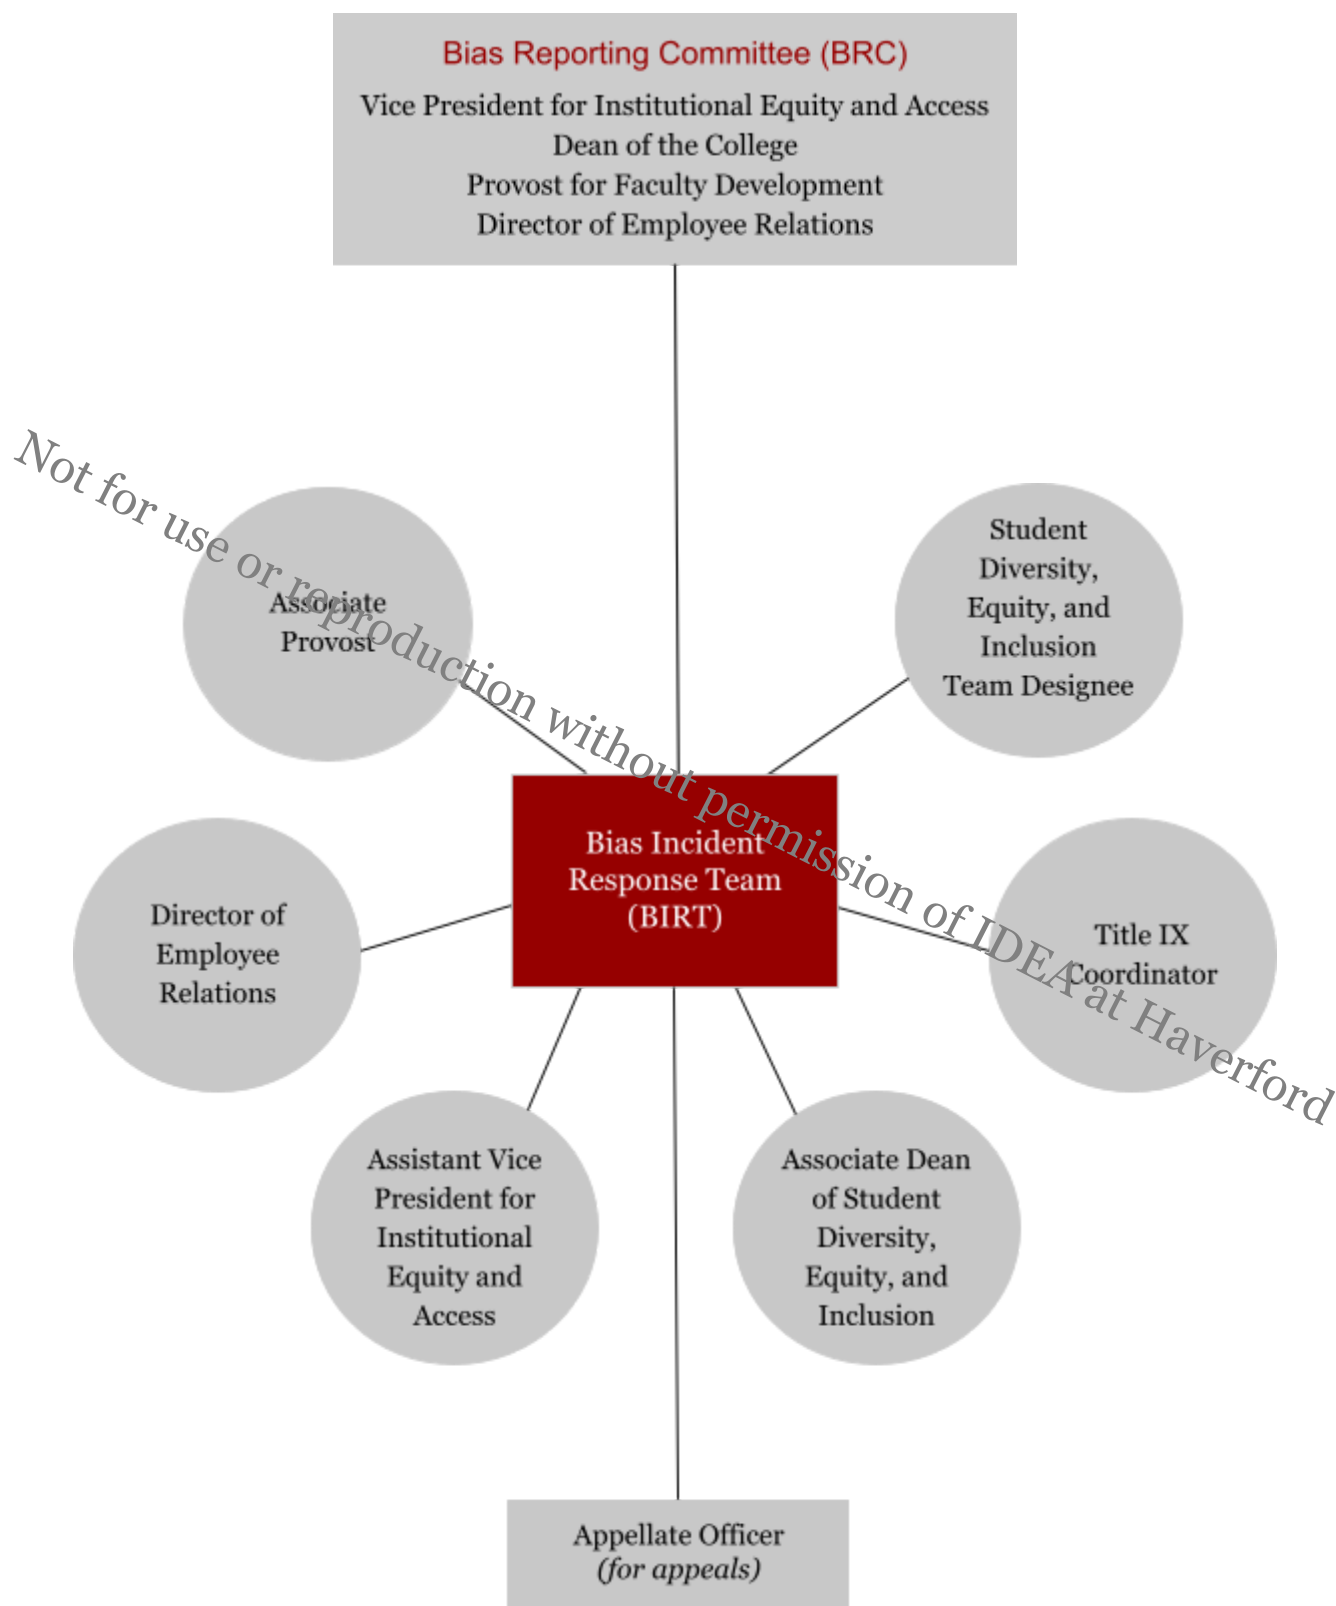 Bias Reporting Committee (BRC)
Vice President for Institutional Equity and Access
Dean of the College
Provost for Faculty Development
Director of Employee Relations
Not for use or reproduction without permission of IDEA at Haverford
Associate
Provost
Student
Diversity,
Equity, and
Inclusion
Team Designee
Bias Incident
Response Team
(BIRT)
Director of
Employee
Relations
Title IX
Coordinator
Assistant Vice
President for
Institutional
Equity and
Access
Associate Dean
of Student
Diversity,
Equity, and
Inclusion
Appellate Officer
(for appeals)